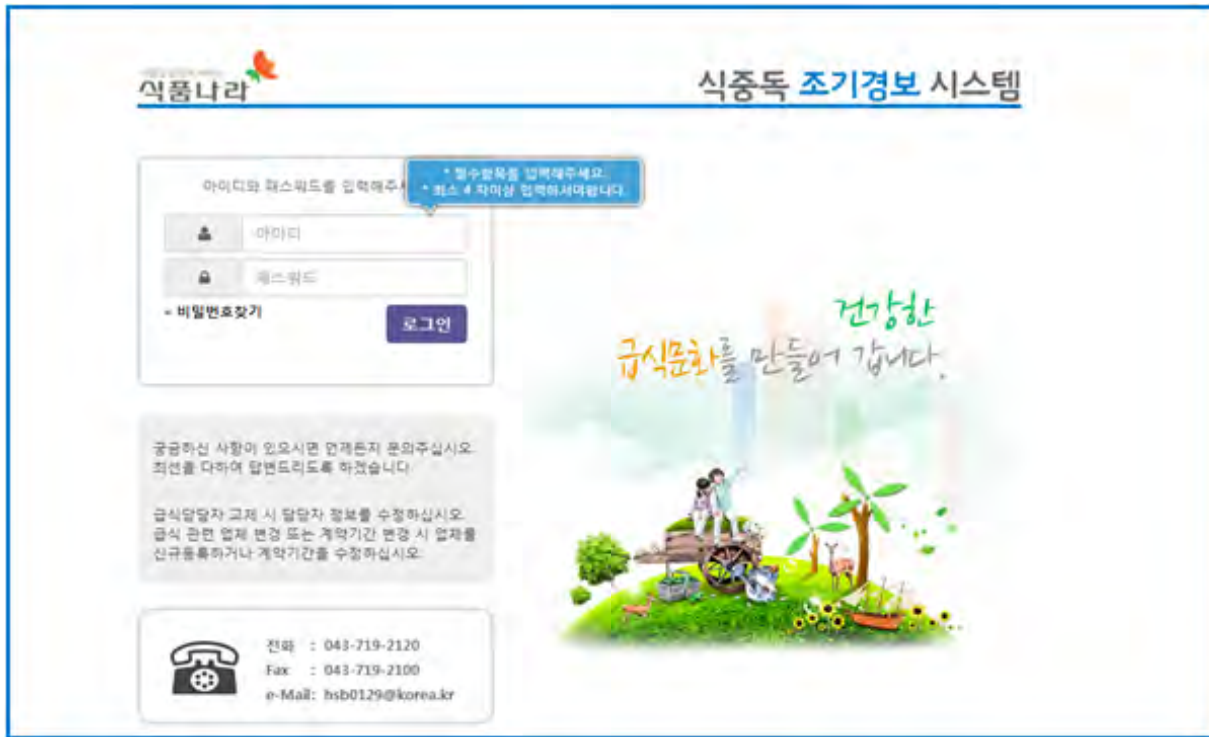 식품나라
식중독 조기경보 시스템
아이디와 패스워드를 입력해주세
* 필수항목를 입력해주세요.
* 최소 4 자이상 입력하셔야합니다.
아이디
패스워드
비밀번호찾기
로그인
건강한
급식문화를 만들어 갑니다.
궁금하신 사항이 있으시면 언제든지 문의주십시오.
최선을 다하여 답변드리도록 하겠습니다.
급식담당자 교체 시 담당자 정보를 수정하십시오.
급식 관련 업체 변경 또는 계약기간 변경 시 업체를
신규등록하거나 계약기간을 수정하십시오.
전화 : 043-719-2120
Fax : 043-719-2100
e-Mail: hsb0129@korea.kr